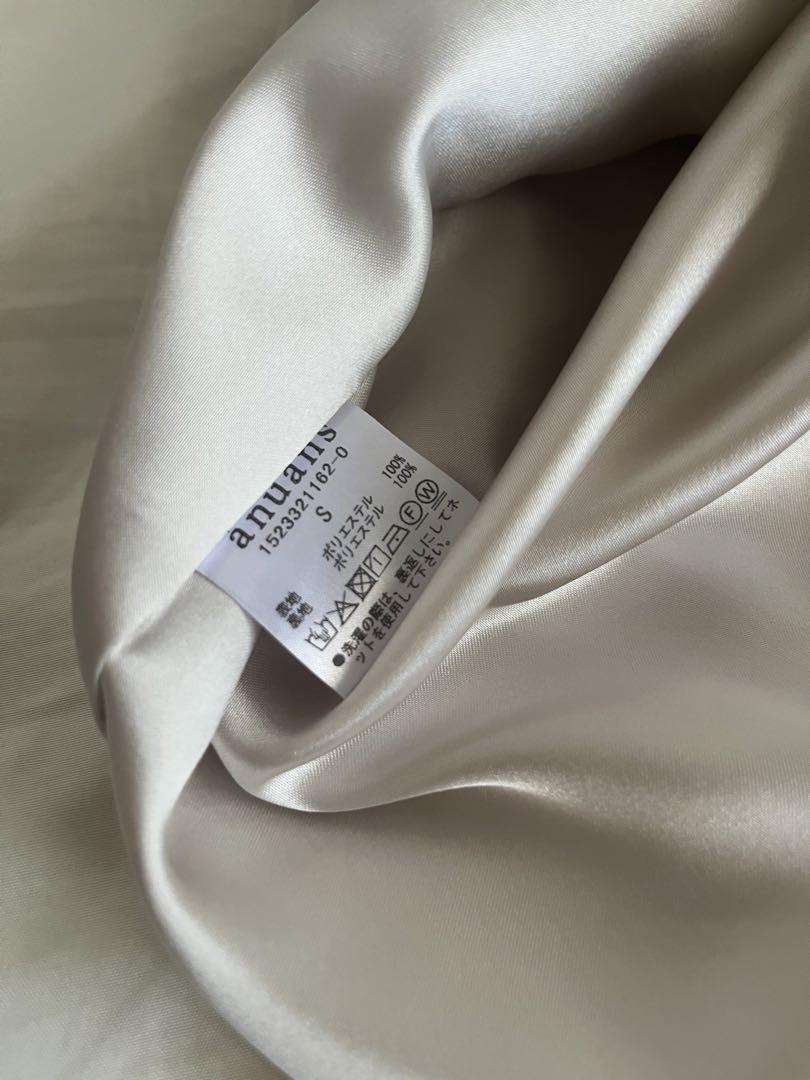 anuans
1523321162-0
S
表地 ポリエステル 100%
裏地 ポリエステル 100%
F W
●洗濯の際は、裏返しにしてネ
ットを使用して下さい。